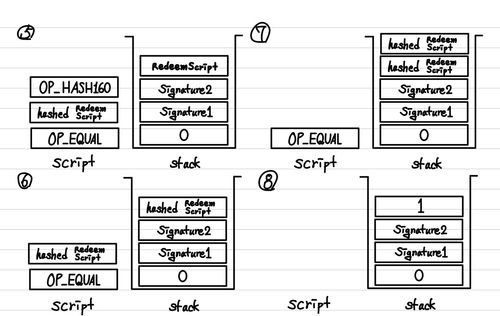 ⑤
OP_HASH160
hashed Redeem Script
OP_EQUAL
script
RedeemScript
Signature2
Signature1
0
stack
⑦
OP_EQUAL
script
hashed Redeem Script
hashed Redeem Script
Signature2
Signature1
0
stack
⑥
hashed Redeem Script
OP_EQUAL
script
hashed Redeem Script
Signature2
Signature1
0
stack
⑧
script
1
Signature2
Signature1
0
stack